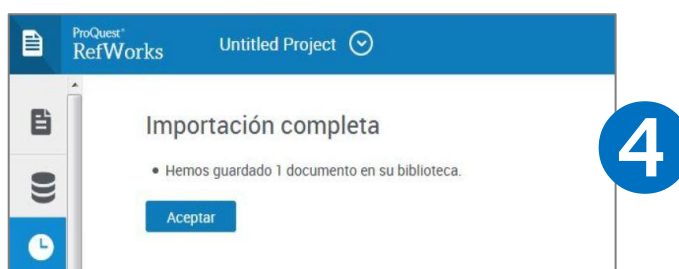 ProQuest®
RefWorks
Untitled Project
Importación completa
• Hemos guardado 1 documento en su biblioteca.
Aceptar
4